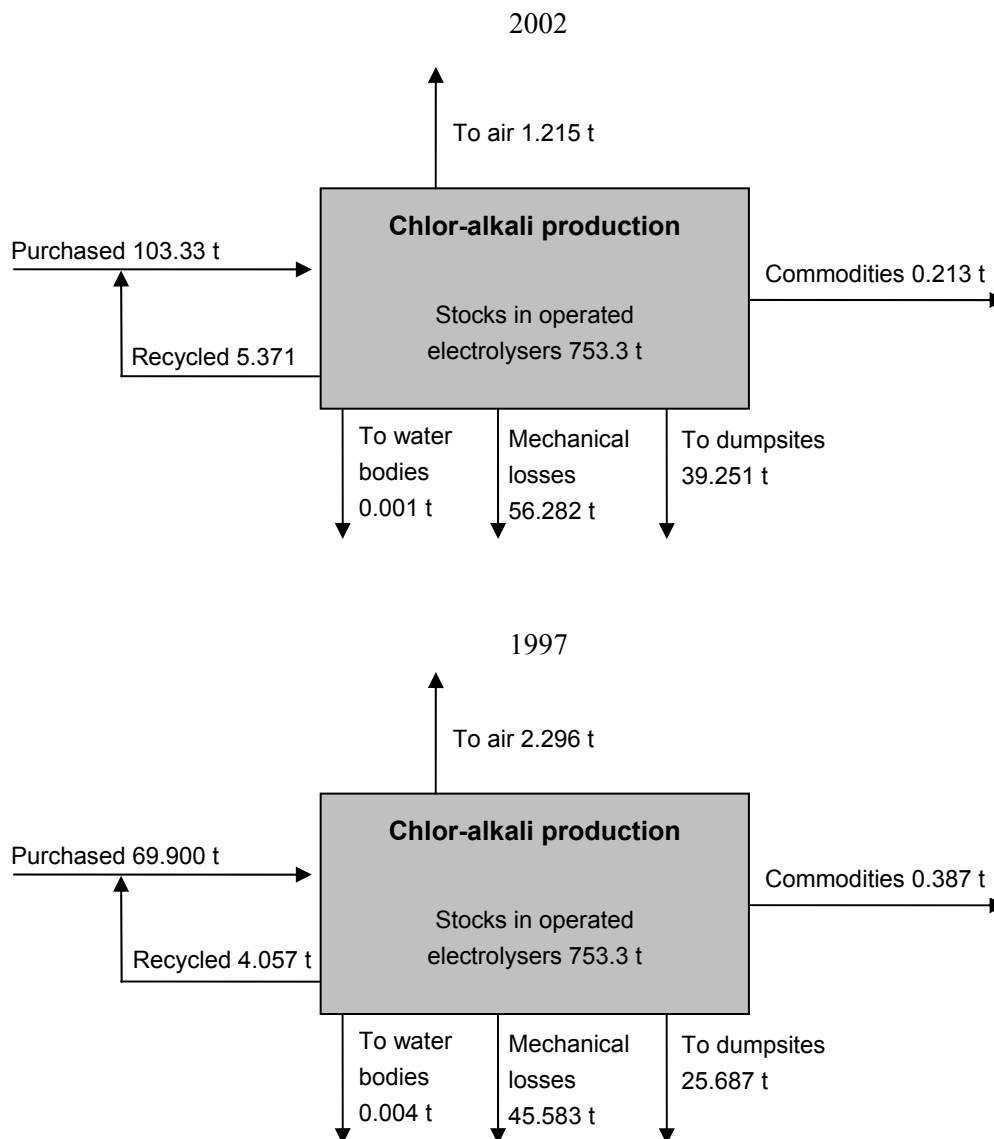 2002
To air 1.215 t
Chlor-alkali production
Purchased 103.33 t
Commodities 0.213 t
Stocks in operated
electrolysers 753.3 t
Recycled 5.371
To water
bodies
0.001 t
Mechanical
losses
56.282 t
To dumpsites
39.251 t
1997
To air 2.296 t
Chlor-alkali production
Purchased 69.900 t
Commodities 0.387 t
Stocks in operated
electrolysers 753.3 t
Recycled 4.057 t
To water
bodies
0.004 t
Mechanical
losses
45.583 t
To dumpsites
25.687 t